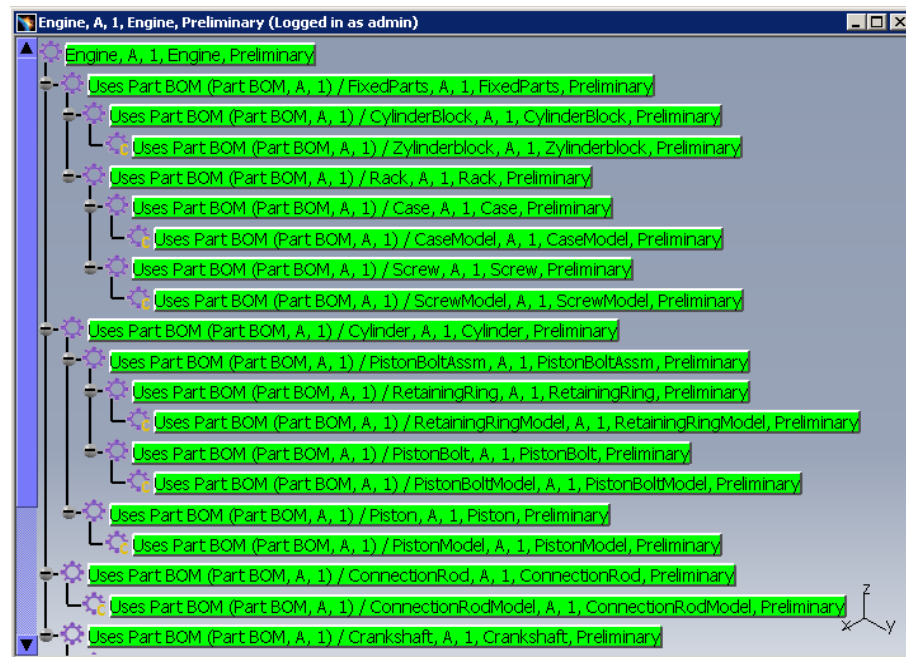 Engine, A, 1, Engine, Preliminary (Logged in as admin)
Engine, A, 1, Engine, Preliminary
Uses Part BOM (Part BOM, A, 1) / FixedParts, A, 1, FixedParts, Preliminary
Uses Part BOM (Part BOM, A, 1) / CylinderBlock, A, 1, CylinderBlock, Preliminary
Uses Part BOM (Part BOM, A, 1) / Zylinderblock, A, 1, Zylinderblock, Preliminary
Uses Part BOM (Part BOM, A, 1) / Rack, A, 1, Rack, Preliminary
Uses Part BOM (Part BOM, A, 1) / Case, A, 1, Case, Preliminary
Uses Part BOM (Part BOM, A, 1) / CaseModel, A, 1, CaseModel, Preliminary
Uses Part BOM (Part BOM, A, 1) / Screw, A, 1, Screw, Preliminary
Uses Part BOM (Part BOM, A, 1) / ScrewModel, A, 1, ScrewModel, Preliminary
Uses Part BOM (Part BOM, A, 1) / Cylinder, A, 1, Cylinder, Preliminary
Uses Part BOM (Part BOM, A, 1) / PistonBoltAssm, A, 1, PistonBoltAssm, Preliminary
Uses Part BOM (Part BOM, A, 1) / RetainingRing, A, 1, RetainingRing, Preliminary
Uses Part BOM (Part BOM, A, 1) / RetainingRingModel, A, 1, RetainingRingModel, Preliminary
Uses Part BOM (Part BOM, A, 1) / PistonBolt, A, 1, PistonBolt, Preliminary
Uses Part BOM (Part BOM, A, 1) / PistonBoltModel, A, 1, PistonBoltModel, Preliminary
Uses Part BOM (Part BOM, A, 1) / Piston, A, 1, Piston, Preliminary
Uses Part BOM (Part BOM, A, 1) / PistonModel, A, 1, PistonModel, Preliminary
Uses Part BOM (Part BOM, A, 1) / ConnectionRod, A, 1, ConnectionRod, Preliminary
Uses Part BOM (Part BOM, A, 1) / ConnectionRodModel, A, 1, ConnectionRodModel, Preliminary
Uses Part BOM (Part BOM, A, 1) / Crankshaft, A, 1, Crankshaft, Preliminary
z
x y